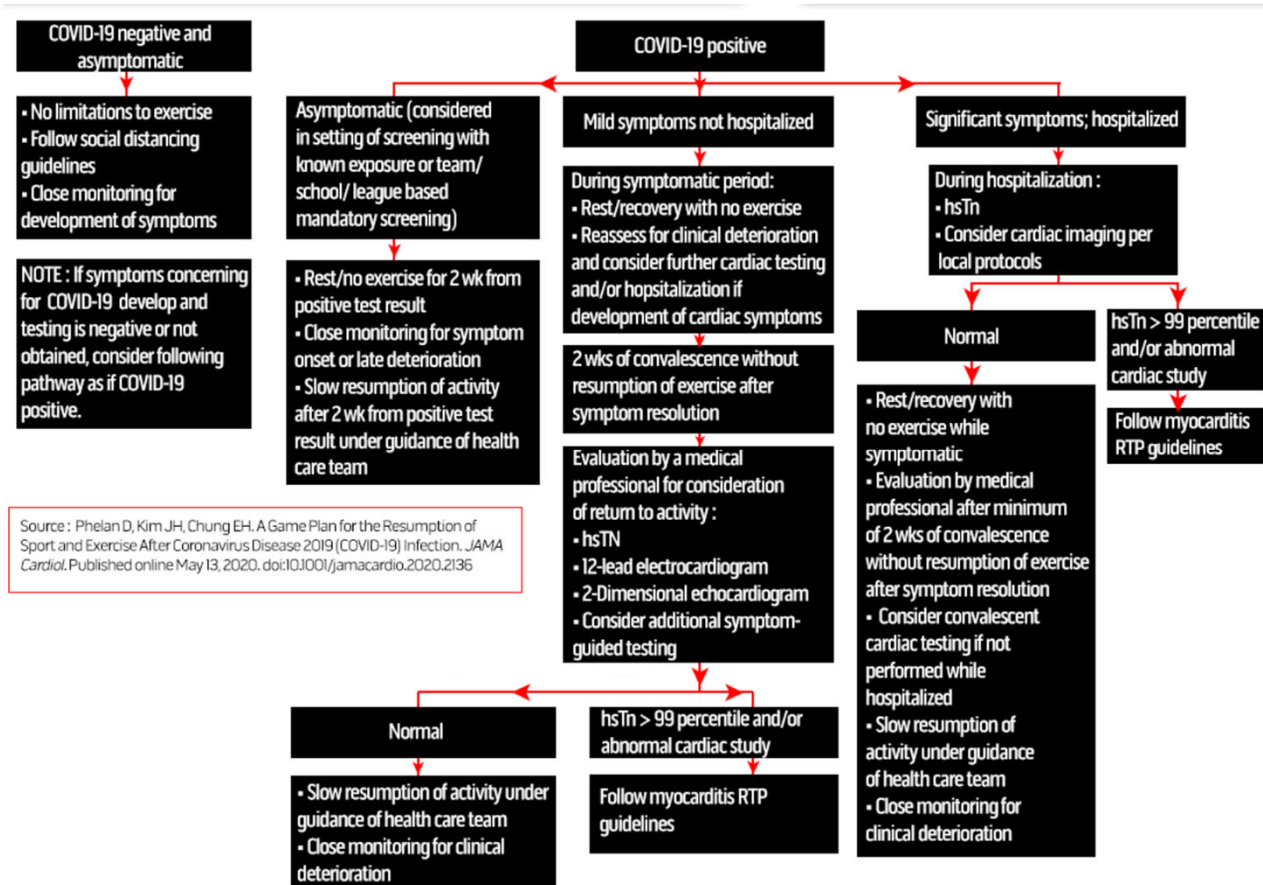 COVID-19 negative and
asymptomatic
▪ No limitations to exercise
▪ Follow social distancing
guidelines
▪ Close monitoring for
development of symptoms
NOTE : If symptoms concerning
for COVID-19 develop and
testing is negative or not
obtained, consider following
pathway as if COVID-19
positive.
COVID-19 positive
Asymptomatic (considered
in setting of screening with
known exposure or team/
school/ league based
mandatory screening)
▪ Rest/no exercise for 2 wk from
positive test result
▪ Close monitoring for symptom
onset or late deterioration
▪ Slow resumption of activity
after 2 wk from positive test
result under guidance of health
care team
Mild symptoms not hospitalized
During symptomatic period:
▪ Rest/recovery with no exercise
▪ Reassess for clinical deterioration
and consider further cardiac testing
and/or hopsitalization if
development of cardiac symptoms
2 wks of convalescence without
resumption of exercise after
symptom resolution
Evaluation by a medical
professional for consideration
of return to activity :
▪ hsTN
▪ 12-lead electrocardiogram
▪ 2-Dimensional echocardiogram
▪ Consider additional symptom-
guided testing
Normal
▪ Slow resumption of activity under
guidance of health care team
▪ Close monitoring for clinical
deterioration
hsTn > 99 percentile and/or
abnormal cardiac study
Follow myocarditis RTP
guidelines
Significant symptoms; hospitalized
During hospitalization :
▪ hsTn
▪ Consider cardiac imaging per
local protocols
Normal
▪ Rest/recovery with
no exercise while
symptomatic
▪ Evaluation by medical
professional after minimum
of 2 wks of convalescence
without resumption of exercise
after symptom resolution
▪ Consider convalescent
cardiac testing if not
performed while
hospitalized
▪ Slow resumption of
activity under guidance
of health care team
▪ Close monitoring for
clinical deterioration
hsTn > 99 percentile
and/or abnormal
cardiac study
Follow myocarditis
RTP guidelines
Source : Phelan D, Kim JH, Chung EH. A Game Plan for the Resumption of
Sport and Exercise After Coronavirus Disease 2019 (COVID-19) Infection. JAMA
Cardiol. Published online May 13, 2020. doi:10.1001/jamacardio.2020.2136